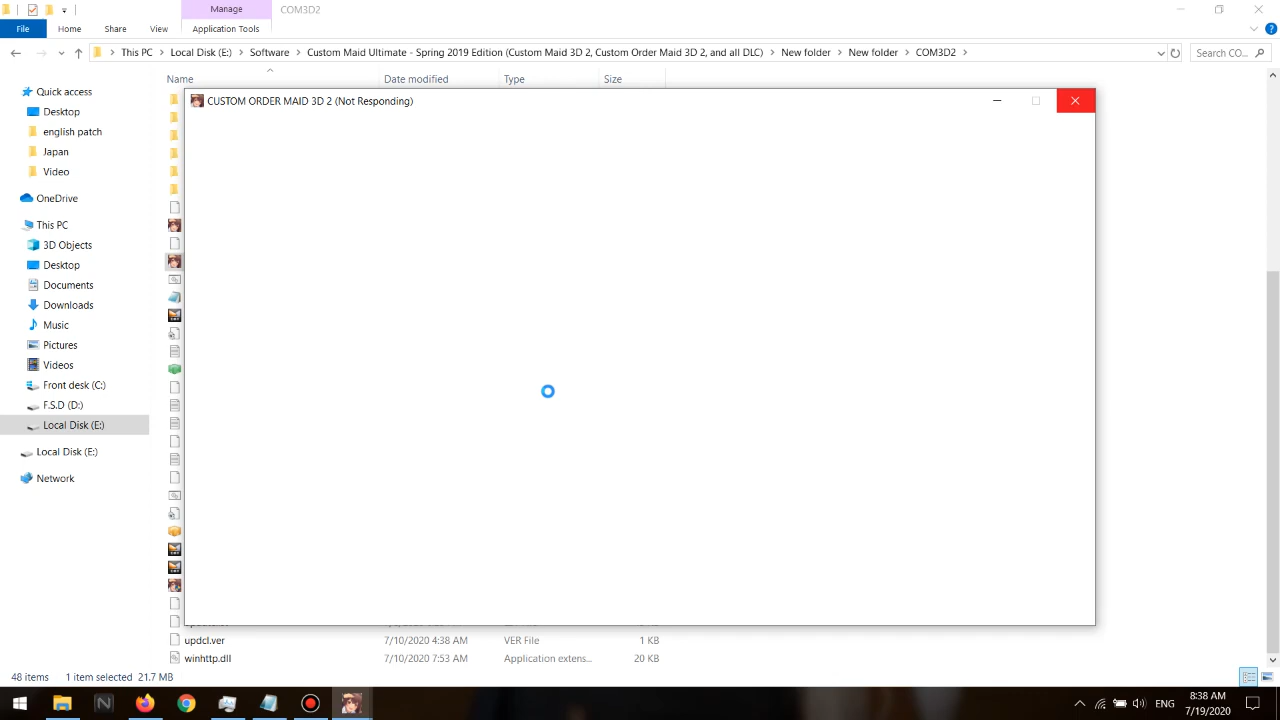 Manage
COM3D2
File
Home
Share
View
Application Tools
This PC
Local Disk (E:)
Software
Custom Maid Ultimate - Spring 2019 Edition (Custom Maid 3D 2, Custom Order Maid 3D 2, and all DLC)
New folder
New folder
COM3D2
Search CO...
Name
Date modified
Type
Size
Quick access
Desktop
english patch
Japan
Video
OneDrive
This PC
3D Objects
Desktop
Documents
Downloads
Music
Pictures
Videos
Front desk (C:)
F.S.D (D:)
Local Disk (E:)
Local Disk (E:)
Network
CUSTOM ORDER MAID 3D 2 (Not Responding)
updcl.ver
7/10/2020 4:38 AM
VER File
1 KB
winhttp.dll
7/10/2020 7:53 AM
Application extens...
20 KB
48 items
1 item selected 21.7 MB
ENG
8:38 AM
7/19/2020